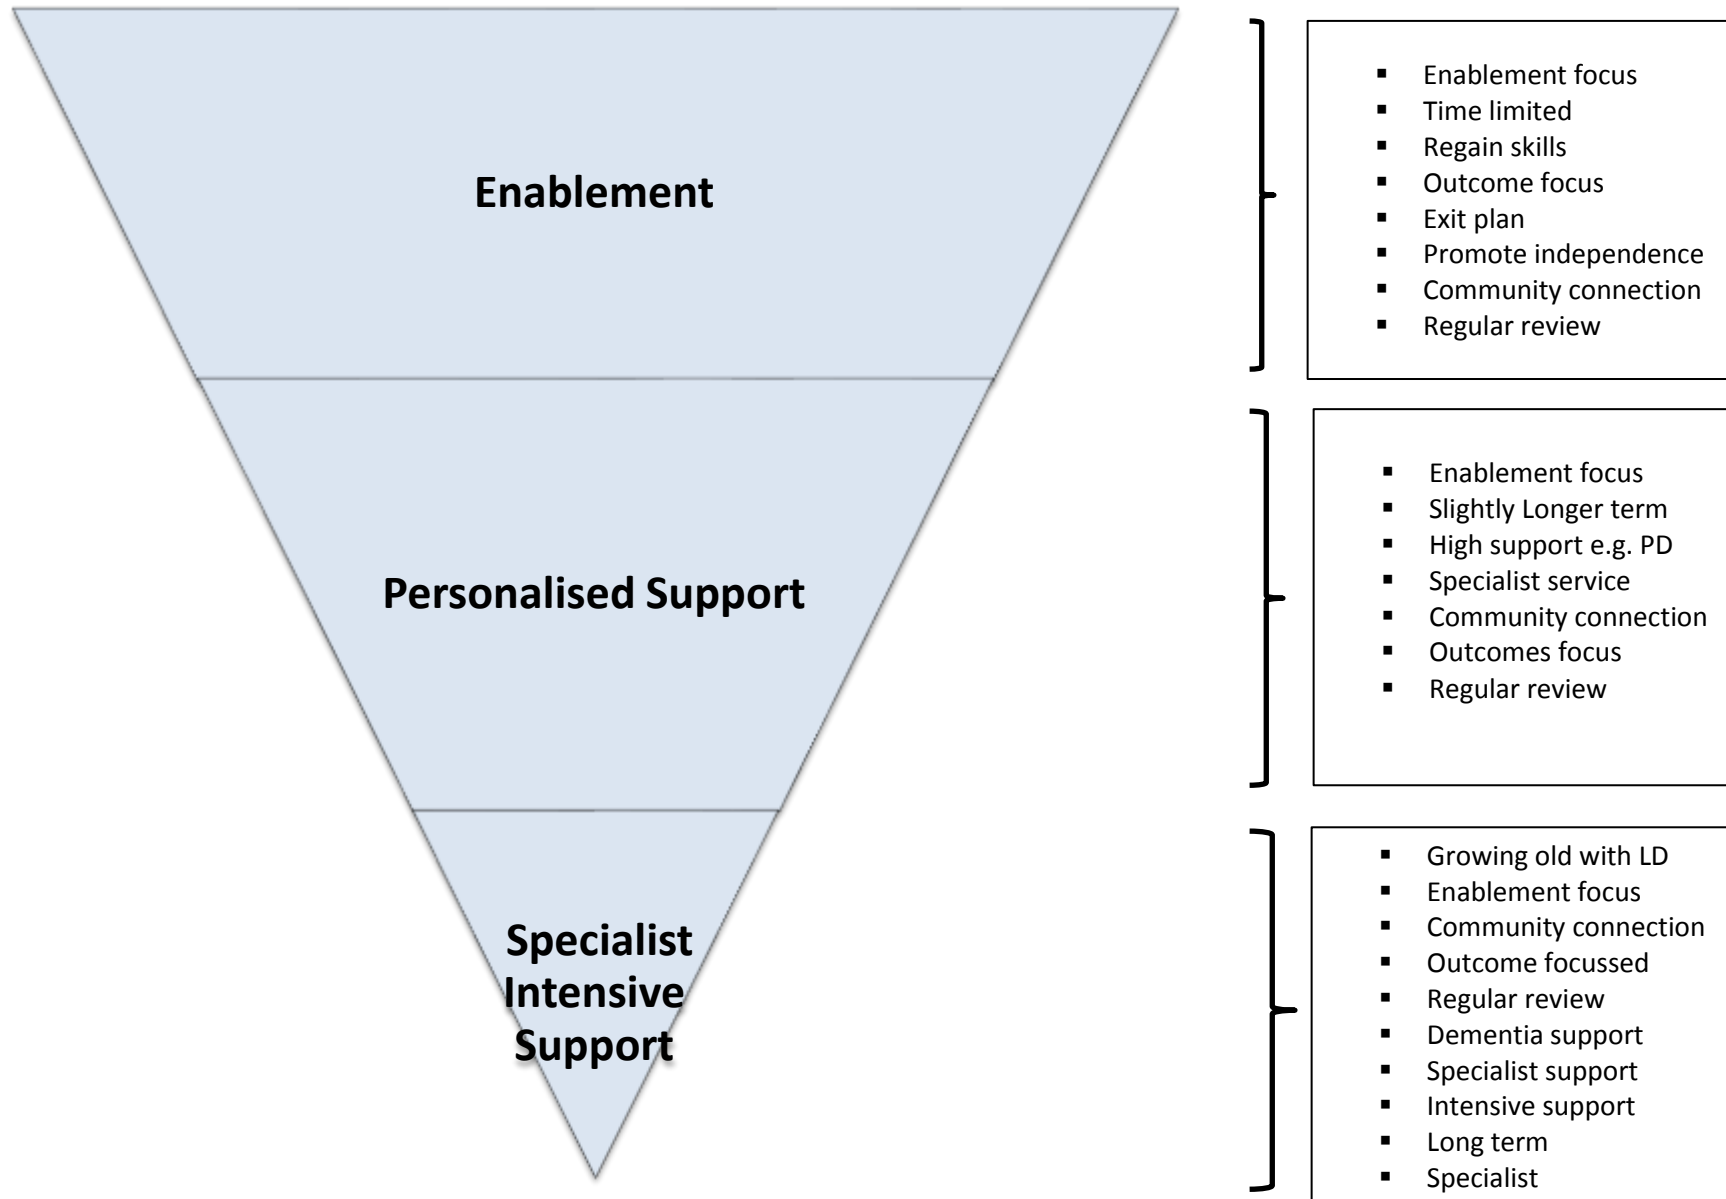 Enablement
▪ Enablement focus
▪ Time limited
▪ Regain skills
▪ Outcome focus
▪ Exit plan
▪ Promote independence
▪ Community connection
▪ Regular review
Personalised Support
▪ Enablement focus
▪ Slightly Longer term
▪ High support e.g. PD
▪ Specialist service
▪ Community connection
▪ Outcomes focus
▪ Regular review
Specialist
Intensive
Support
▪ Growing old with LD
▪ Enablement focus
▪ Community connection
▪ Outcome focussed
▪ Regular review
▪ Dementia support
▪ Specialist support
▪ Intensive support
▪ Long term
▪ Specialist